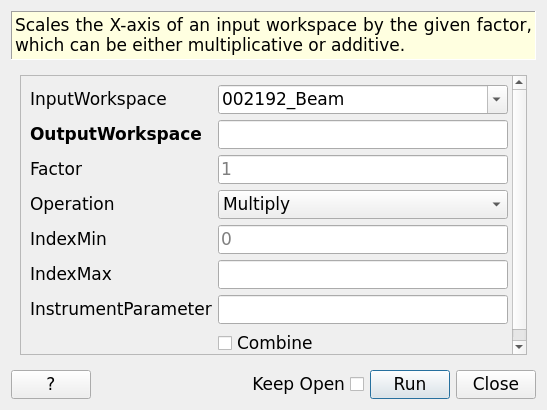 Scales the X-axis of an input workspace by the given factor,
which can be either multiplicative or additive.
InputWorkspace 002192_Beam
OutputWorkspace
Factor 1
Operation Multiply
IndexMin 0
IndexMax
InstrumentParameter
Combine
? Keep Open Run Close